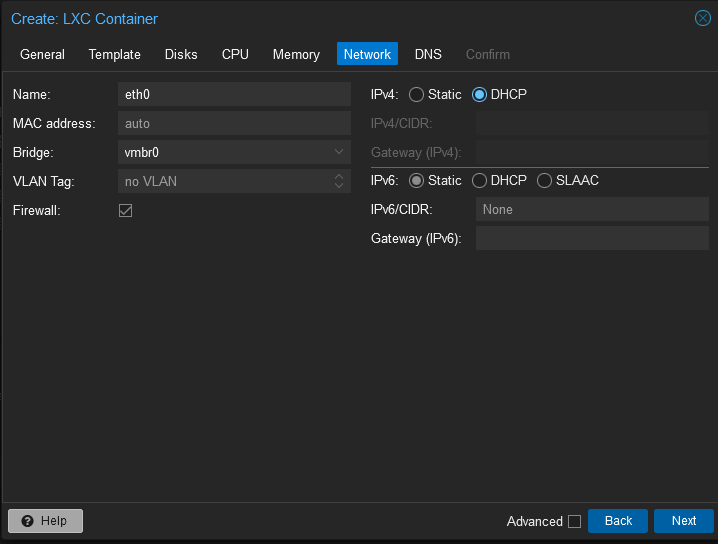 Create: LXC Container
General Template Disks CPU Memory Network DNS Confirm
Name: eth0
MAC address: auto
Bridge: vmbr0
VLAN Tag: no VLAN
Firewall:
IPv4: Static DHCP
IPv4/CIDR:
Gateway (IPv4):
IPv6: Static DHCP SLAAC
IPv6/CIDR: None
Gateway (IPv6):
? Help Advanced Back Next